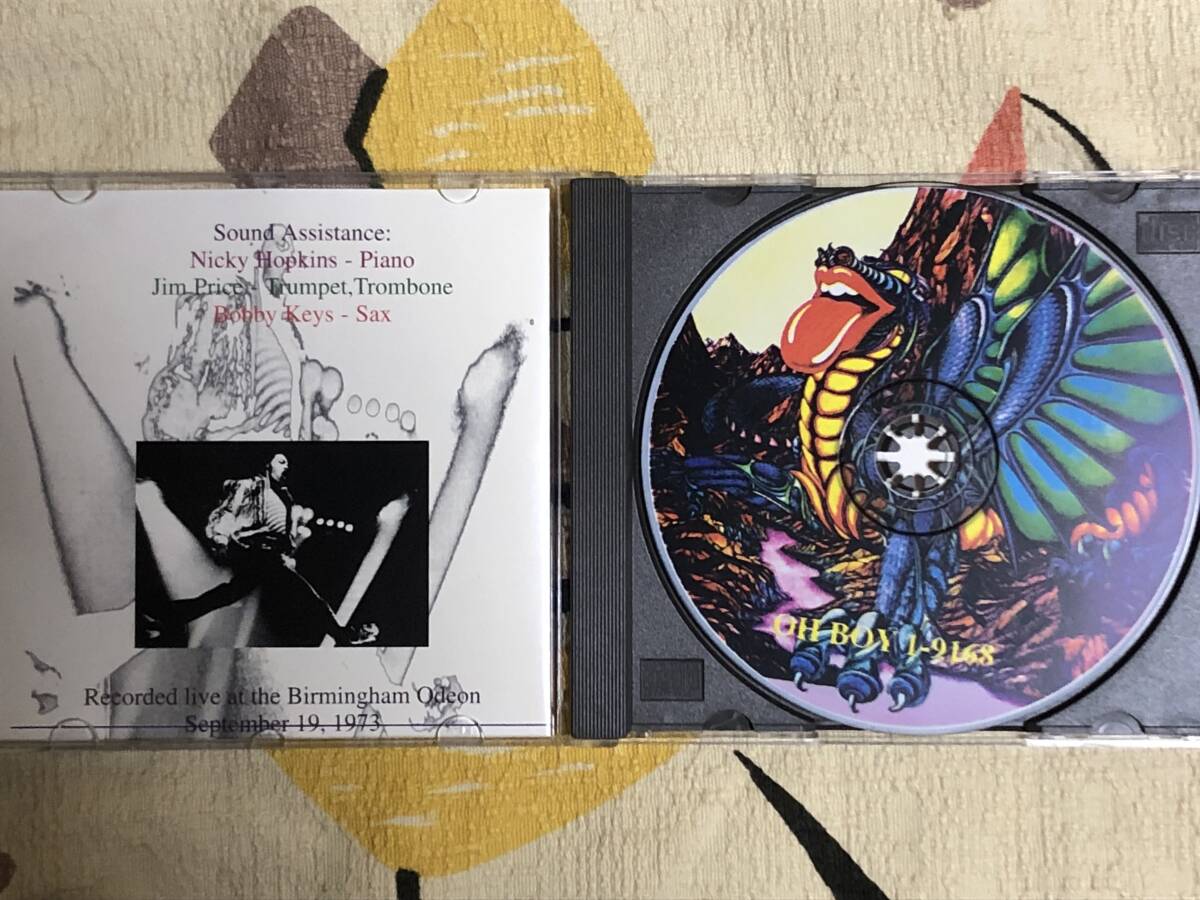 Sound Assistance:
Nicky Hopkins - Piano
Jim Price - Trumpet,Trombone
Bobby Keys - Sax
Recorded live at the Birmingham Odeon
September 19, 1973
OH BOY 1-9168